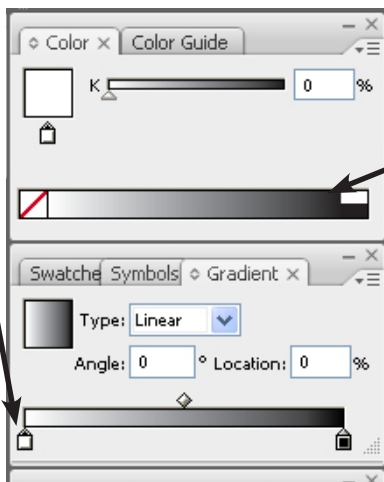 Color × Color Guide
K 0 %
Swatche Symbols Gradient ×
Type: Linear
Angle: 0 ° Location: 0 %